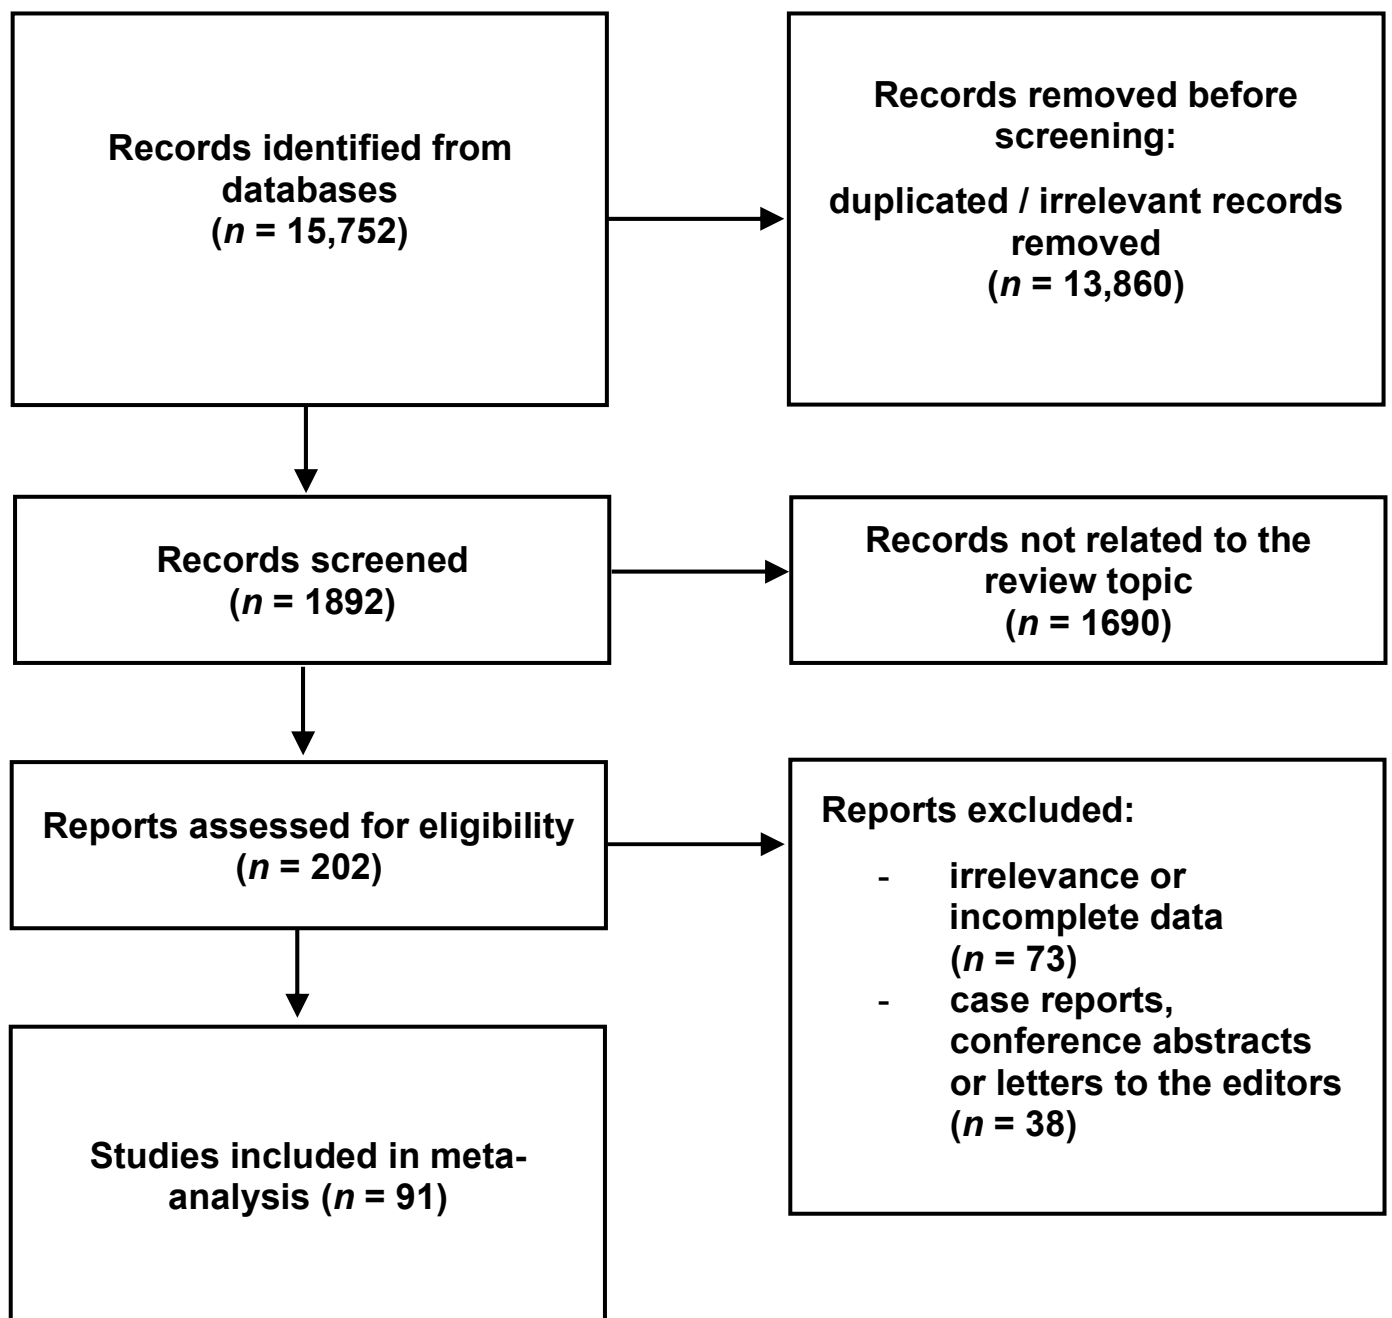 Records identified from
databases
(n = 15,752)
Records removed before
screening:
duplicated / irrelevant records
removed
(n = 13,860)
Records screened
(n = 1892)
Records not related to the
review topic
(n = 1690)
Reports assessed for eligibility
(n = 202)
Reports excluded:
- irrelevance or
incomplete data
(n = 73)
- case reports,
conference abstracts
or letters to the editors
(n = 38)
Studies included in meta-
analysis (n = 91)